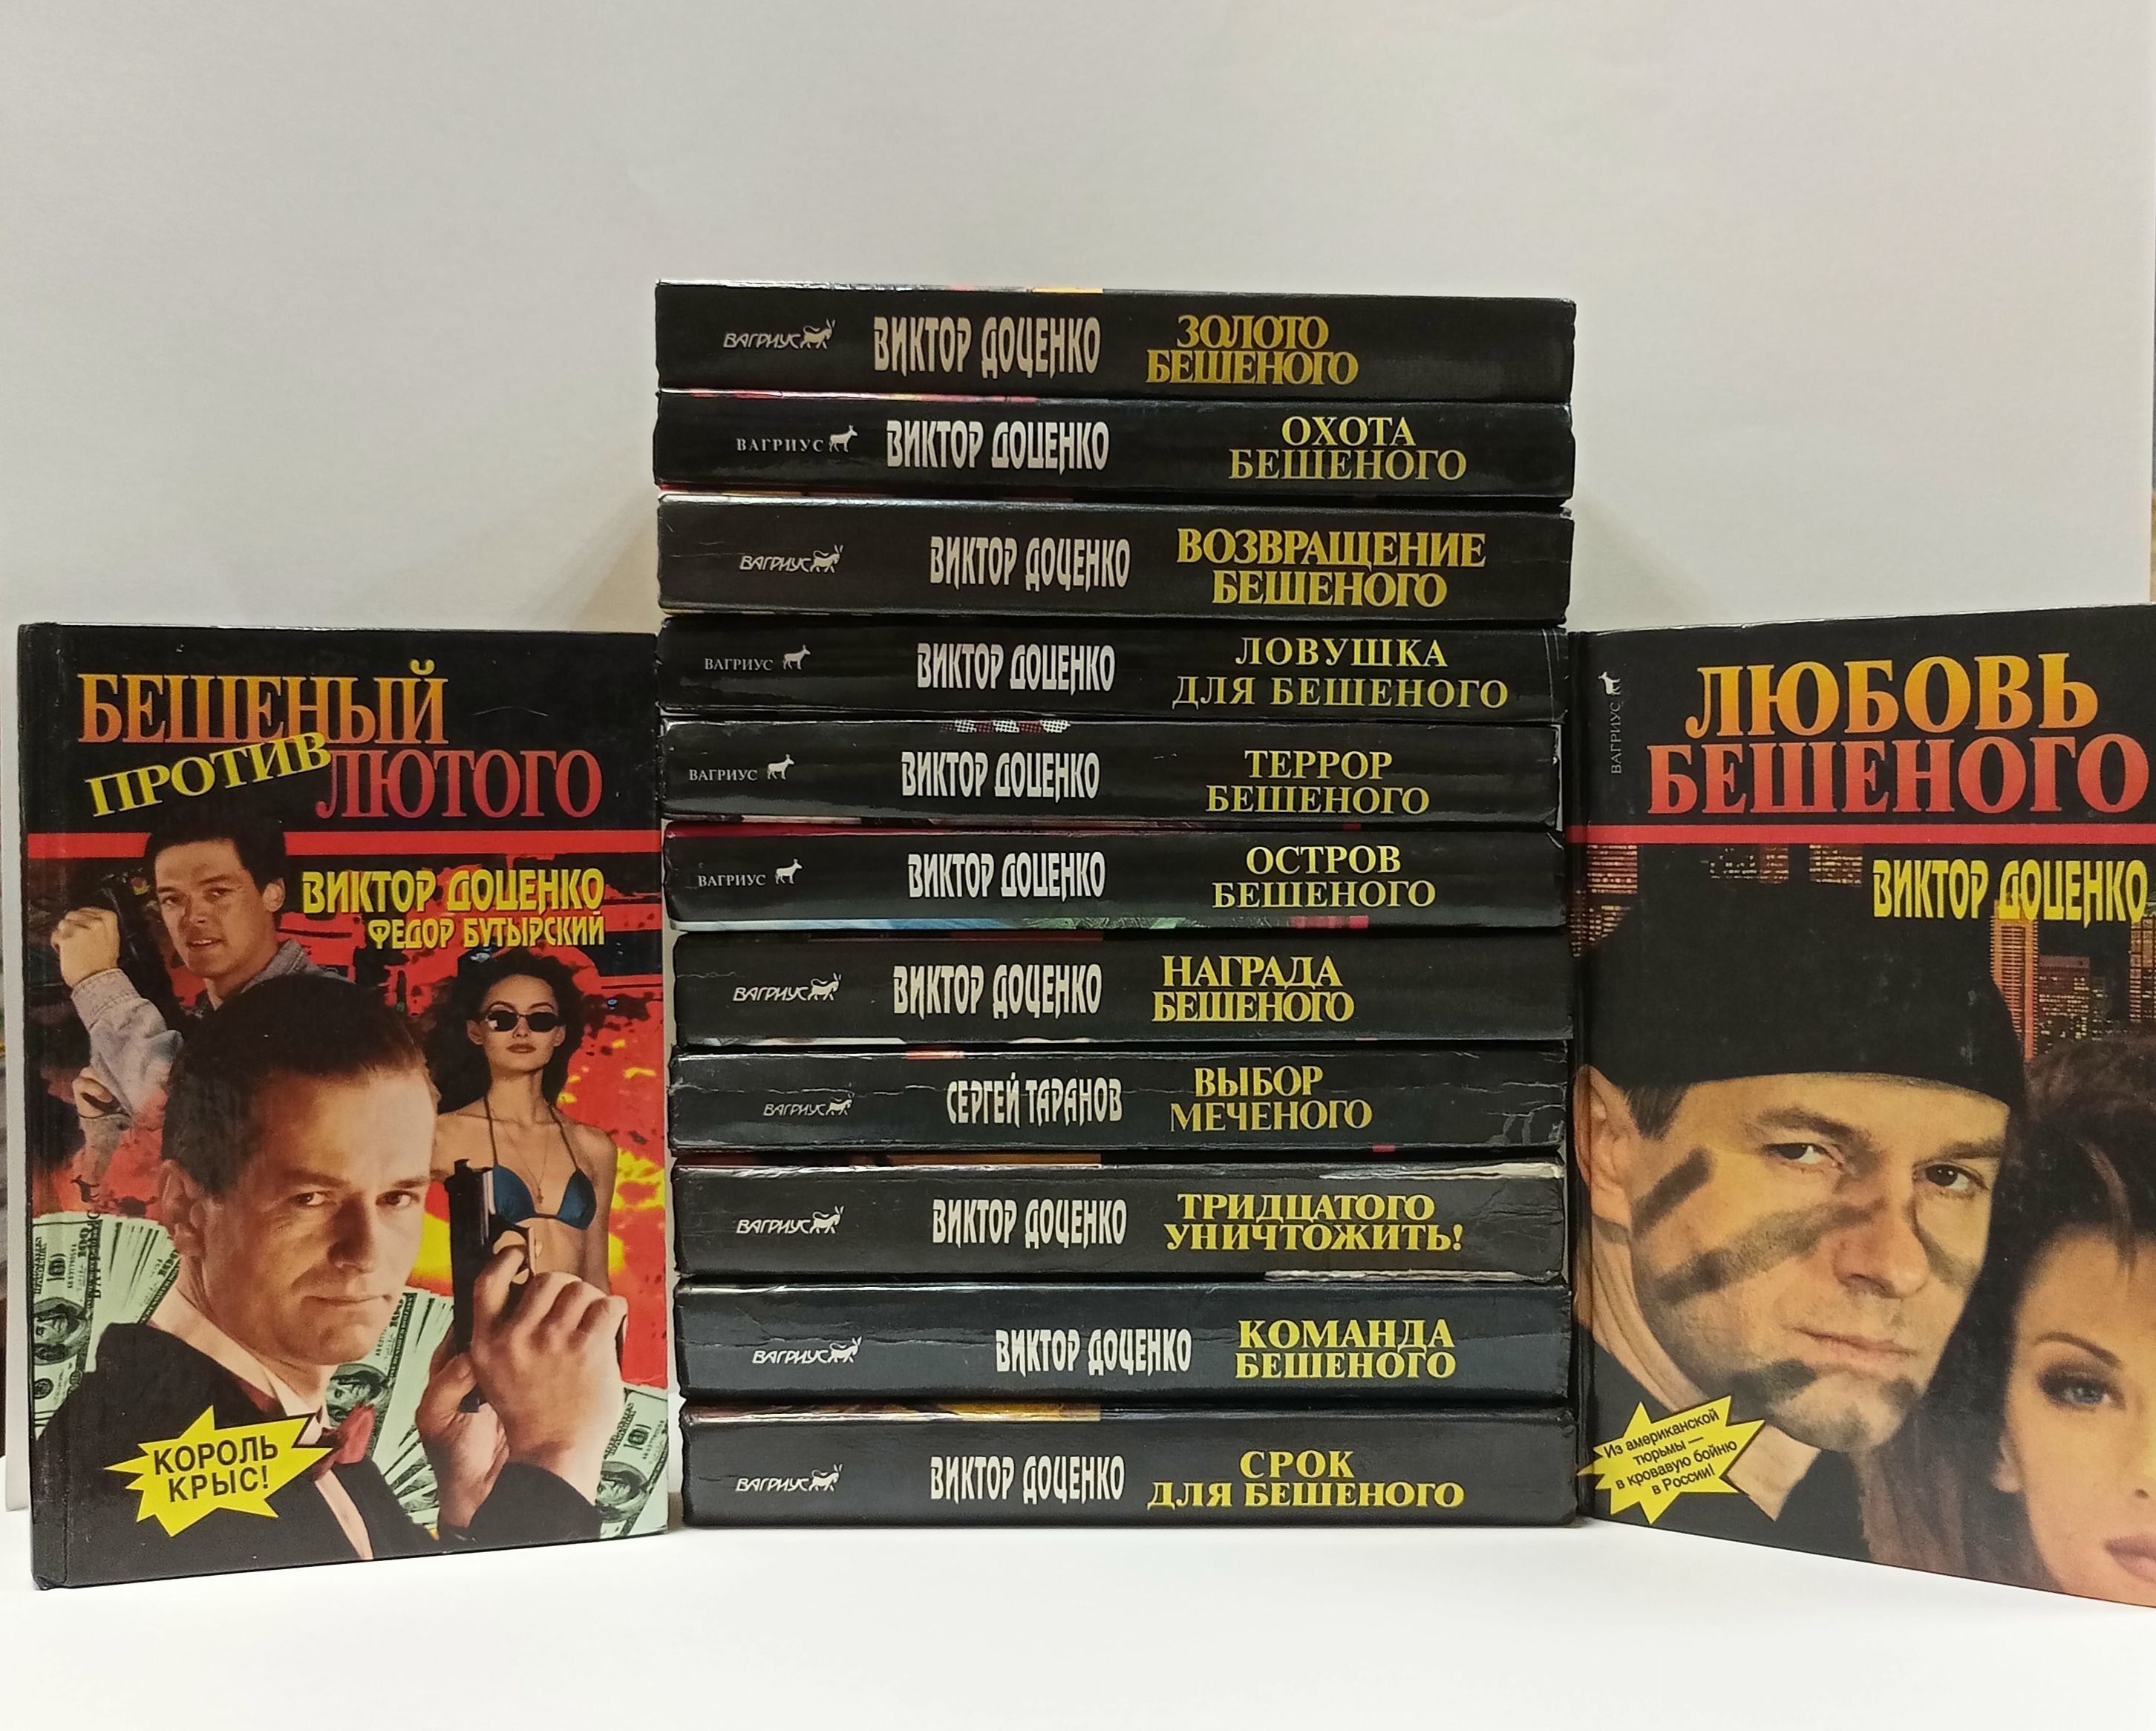 БЕШЕНЫЙ
ПРОТИВ
ЛЮТОГО
ВИКТОР ДОЦЕНКО
ФЕДОР БУТЫРСКИЙ
КОРОЛЬ
КРЫС!
ВАГРИУС ВИКТОР ДОЦЕНКО ЗОЛОТО
БЕШЕНОГО
ВАГРИУС ВИКТОР ДОЦЕНКО ОХОТА
БЕШЕНОГО
ВАГРИУС ВИКТОР ДОЦЕНКО ВОЗВРАЩЕНИЕ
БЕШЕНОГО
ВАГРИУС ВИКТОР ДОЦЕНКО ЛОВУШКА
ДЛЯ БЕШЕНОГО
ВАГРИУС ВИКТОР ДОЦЕНКО ТЕРРОР
БЕШЕНОГО
ВАГРИУС ВИКТОР ДОЦЕНКО ОСТРОВ
БЕШЕНОГО
ВАГРИУС ВИКТОР ДОЦЕНКО НАГРАДА
БЕШЕНОГО
ВАГРИУС СЕРГЕЙ ТАРАНОВ ВЫБОР
МЕЧЕНОГО
ВАГРИУС ВИКТОР ДОЦЕНКО ТРИДЦАТОГО
УНИЧТОЖИТЬ!
ВАГРИУС ВИКТОР ДОЦЕНКО КОМАНДА
БЕШЕНОГО
ВАГРИУС ВИКТОР ДОЦЕНКО СРОК
ДЛЯ БЕШЕНОГО
ВАГРИУС
ЛЮБОВЬ
БЕШЕНОГО
ВИКТОР ДОЦЕНКО
Из американской
тюрьмы —
в кровавую бойню
в России!